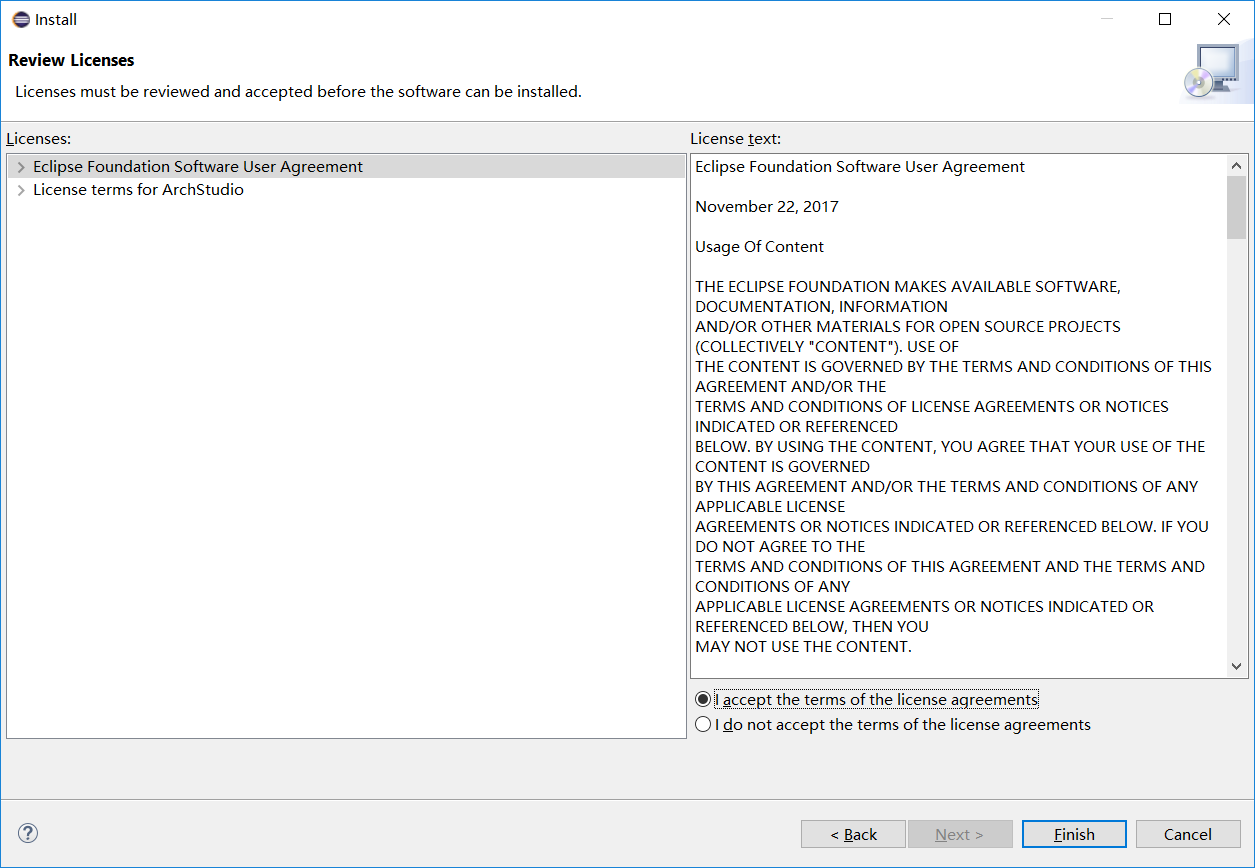 Install
Review Licenses
Licenses must be reviewed and accepted before the software can be installed.
Licenses:
Eclipse Foundation Software User Agreement
License terms for ArchStudio
License text:
Eclipse Foundation Software User Agreement
November 22, 2017
Usage Of Content
THE ECLIPSE FOUNDATION MAKES AVAILABLE SOFTWARE,
DOCUMENTATION, INFORMATION
AND/OR OTHER MATERIALS FOR OPEN SOURCE PROJECTS
(COLLECTIVELY "CONTENT"). USE OF
THE CONTENT IS GOVERNED BY THE TERMS AND CONDITIONS OF THIS
AGREEMENT AND/OR THE
TERMS AND CONDITIONS OF LICENSE AGREEMENTS OR NOTICES
INDICATED OR REFERENCED
BELOW. BY USING THE CONTENT, YOU AGREE THAT YOUR USE OF THE
CONTENT IS GOVERNED
BY THIS AGREEMENT AND/OR THE TERMS AND CONDITIONS OF ANY
APPLICABLE LICENSE
AGREEMENTS OR NOTICES INDICATED OR REFERENCED BELOW. IF YOU
DO NOT AGREE TO THE
TERMS AND CONDITIONS OF THIS AGREEMENT AND THE TERMS AND
CONDITIONS OF ANY
APPLICABLE LICENSE AGREEMENTS OR NOTICES INDICATED OR
REFERENCED BELOW, THEN YOU
MAY NOT USE THE CONTENT.
I accept the terms of the license agreements
I do not accept the terms of the license agreements
?
< Back
Next >
Finish
Cancel